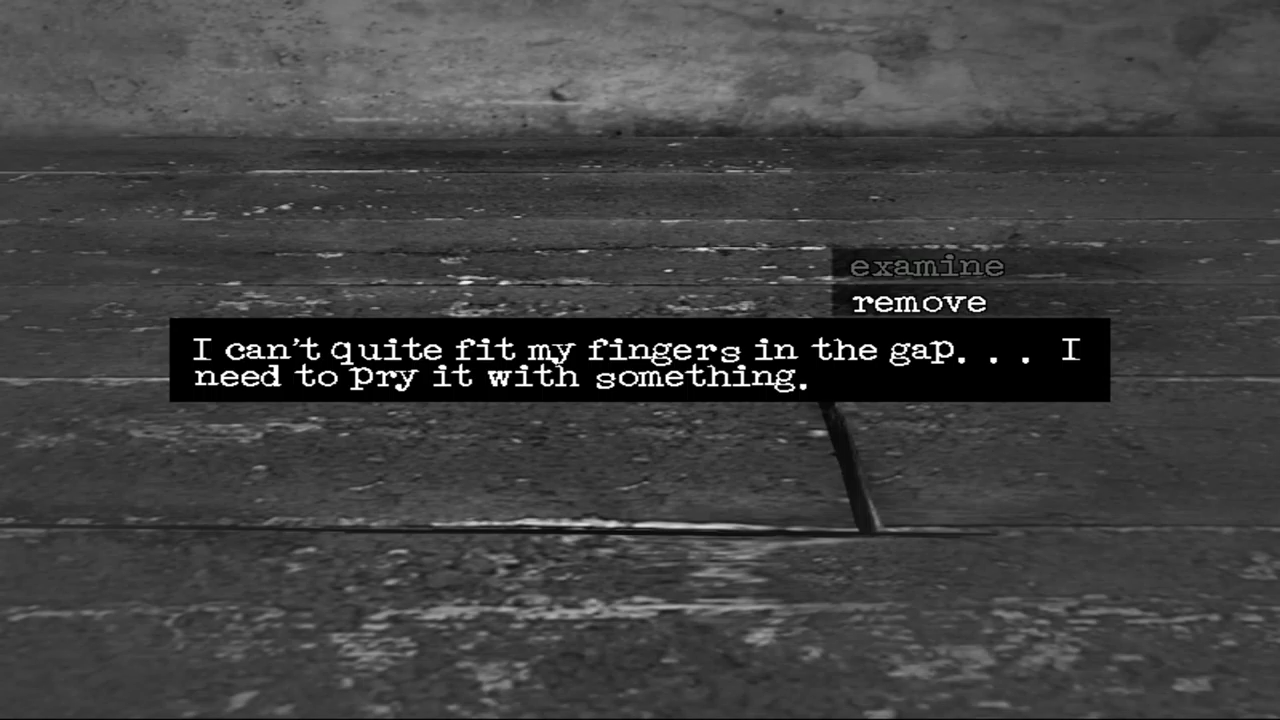 examine
remove
I can't quite fit my fingers in the gap. . . I
need to pry it with something.